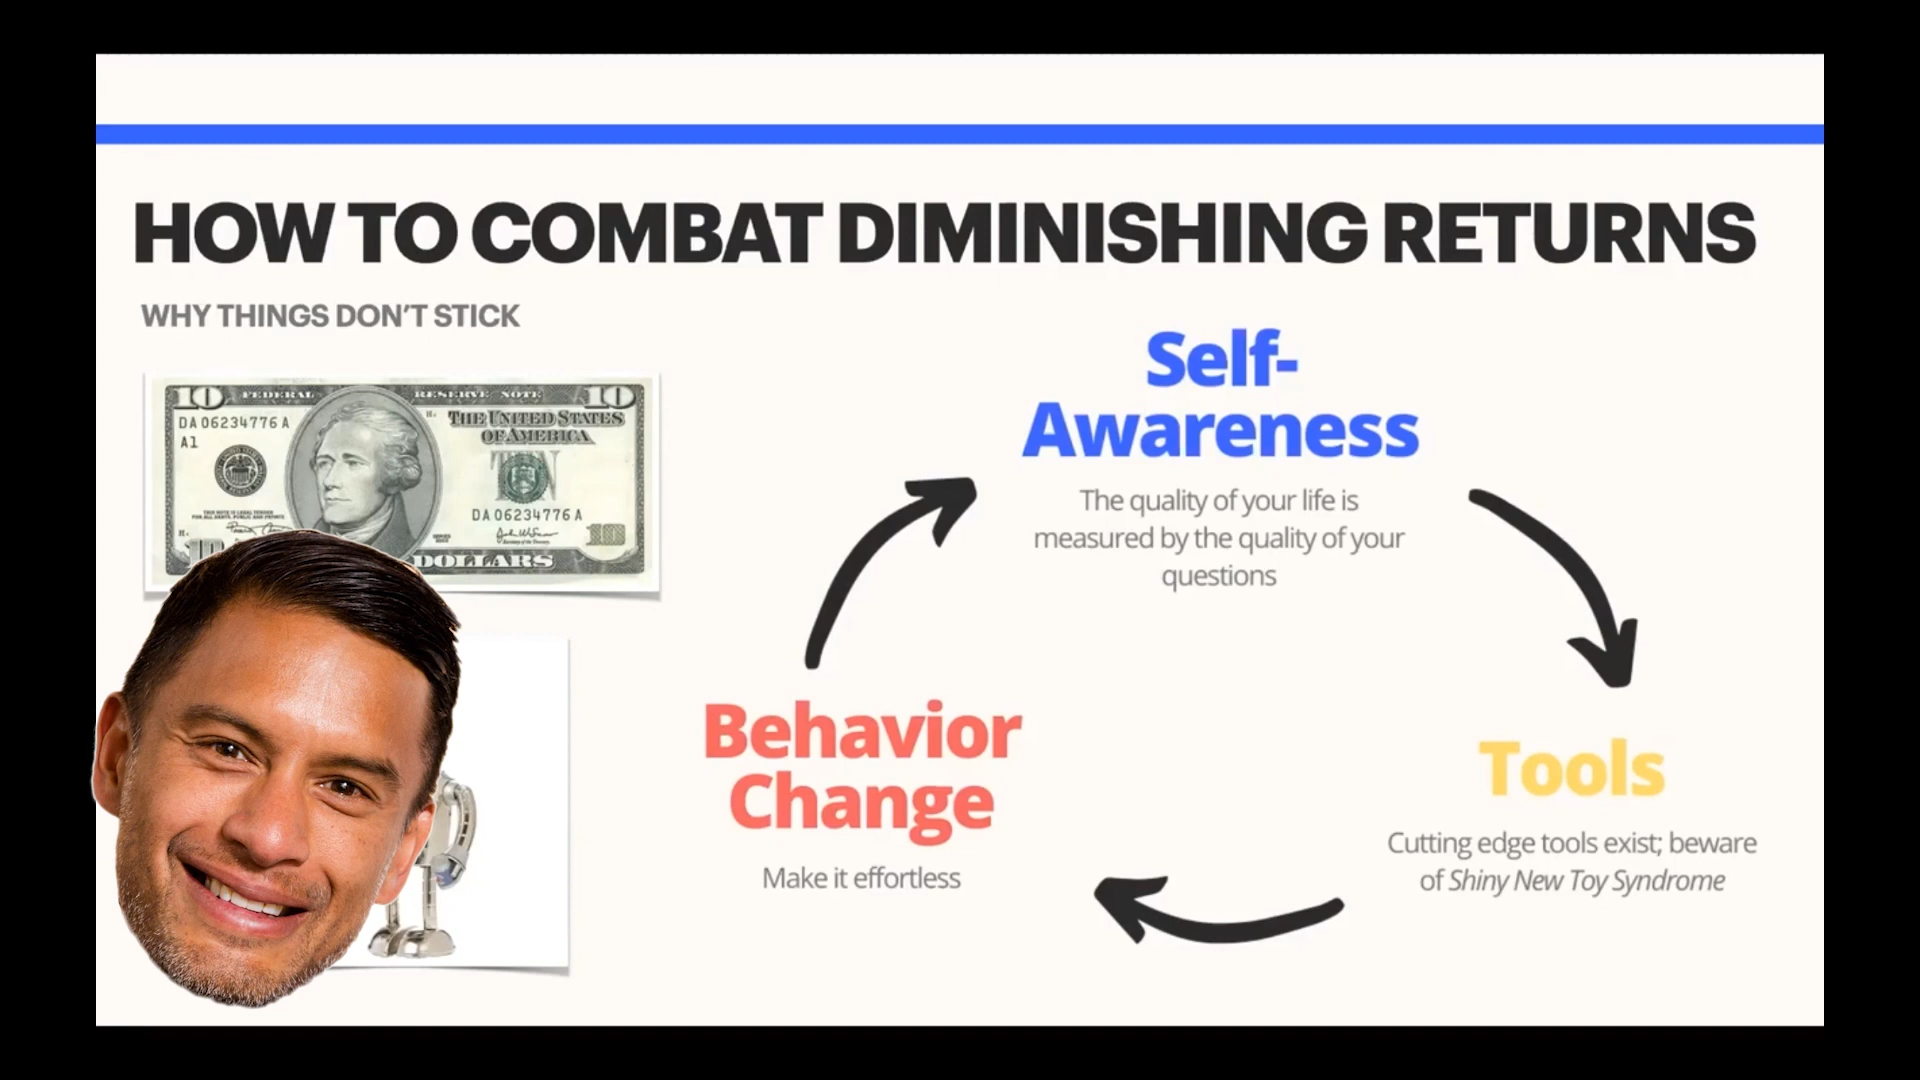 HOW TO COMBAT DIMINISHING RETURNS
WHY THINGS DON'T STICK
10 FEDERAL RESERVE NOTE 10
DA 06234776 A
THE UNITED STATES
A1
OF AMERICA
DA 06234776 A
DOLLARS
Self-
Awareness
The quality of your life is
measured by the quality of your
questions
Behavior
Change
Make it effortless
Tools
Cutting edge tools exist; beware
of Shiny New Toy Syndrome